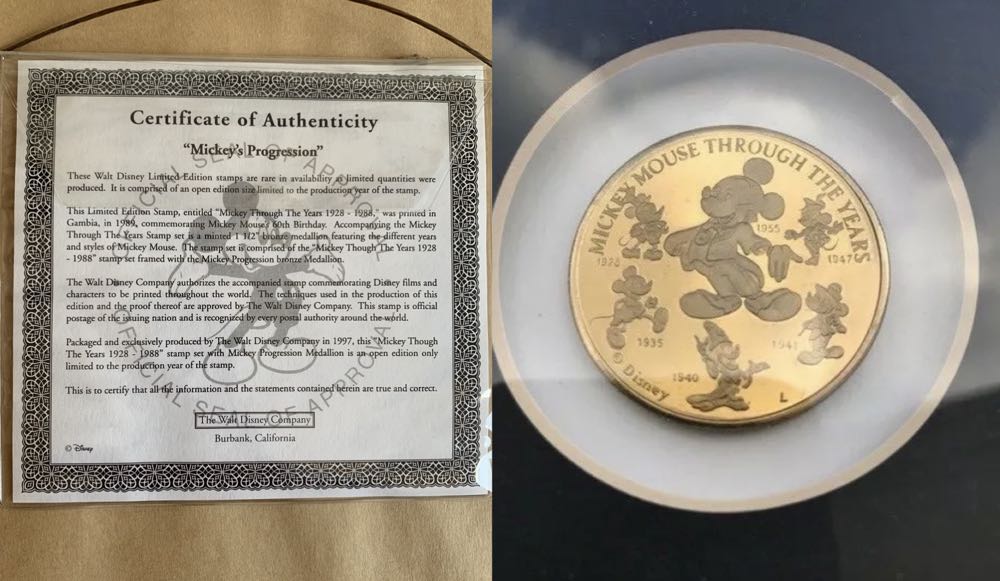 Certificate of Authenticity
“Mickey's Progression”
These Walt Disney Limited Edition stamps are rare in availability as limited quantities were
produced. It is comprised of an open edition size limited to the production year of the stamp.
This Limited Edition Stamp, entitled “Mickey Through The Years 1928 - 1988,” was printed in
Gambia, in 1989, commemorating Mickey Mouse's 60th Birthday. Accompanying the Mickey
Through The Years Stamp set is a minted 1 1/2" bronze medallion, featuring the different years
and styles of Mickey Mouse. The stamp set is comprised of the “Mickey Though The Years 1928
- 1988” stamp set framed with the Mickey Progression bronze Medallion.
The Walt Disney Company authorizes the accompanied stamp commemorating Disney films and
characters to be printed throughout the world. The techniques used in the production of this
edition and the proof thereof are approved by The Walt Disney Company. This stamp is official
postage of the issuing nation and is recognized by every postal authority around the world.
Packaged and exclusively produced by The Walt Disney Company in 1997, this “Mickey Though
The Years 1928 - 1988” stamp set with Mickey Progression Medallion is an open edition only
limited to the production year of the stamp.
This is to certify that all the information and the statements contained herein are true and correct.
The Walt Disney Company
Burbank, California
© Disney
OFFICIAL SEAL OF APPROVAL
OFFICIAL SEAL OF APPROVAL
MICKEY MOUSE THROUGH THE YEARS
1955
1928
1947
1935
1941
1940
© Disney
L